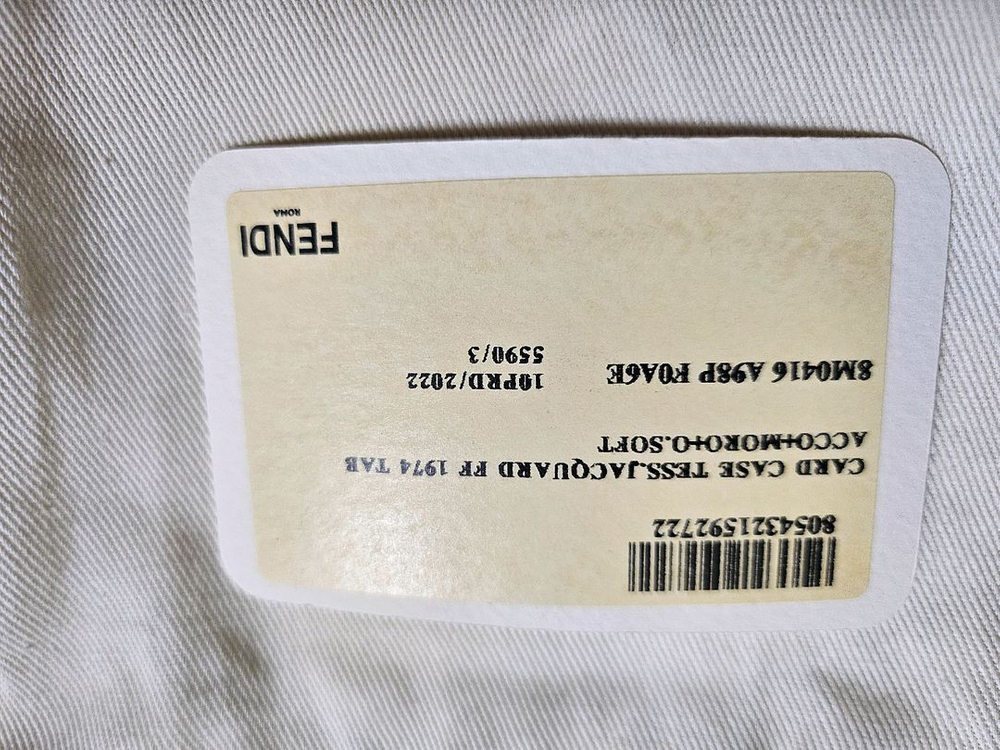 8054321592722
CARD CASE TESS.JACQUARD FF 1974 TAB
ACCO+MORO+O.SOFT
8M0416 A98P F0A6E
10PRD/2022
5590/3
FENDI
ROMA